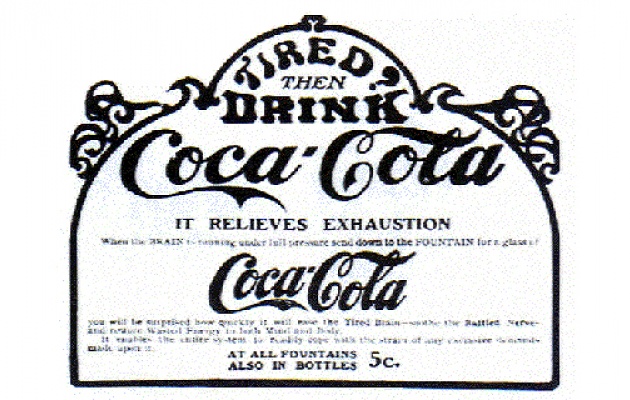 TIRED?
THEN
DRINK
Coca-Cola
IT RELIEVES EXHAUSTION
When the BRAIN is running under full pressure send down to the FOUNTAIN for a glass of
Coca-Cola
you will be surprised how quickly it will ease the Tired Brain—soothe the Rattled Nerves
and restore Wasted Energy to both Mind and Body.
It enables the entire system to readily cope with the strain of any excessive demands
made upon it.
AT ALL FOUNTAINS
ALSO IN BOTTLES 5c.